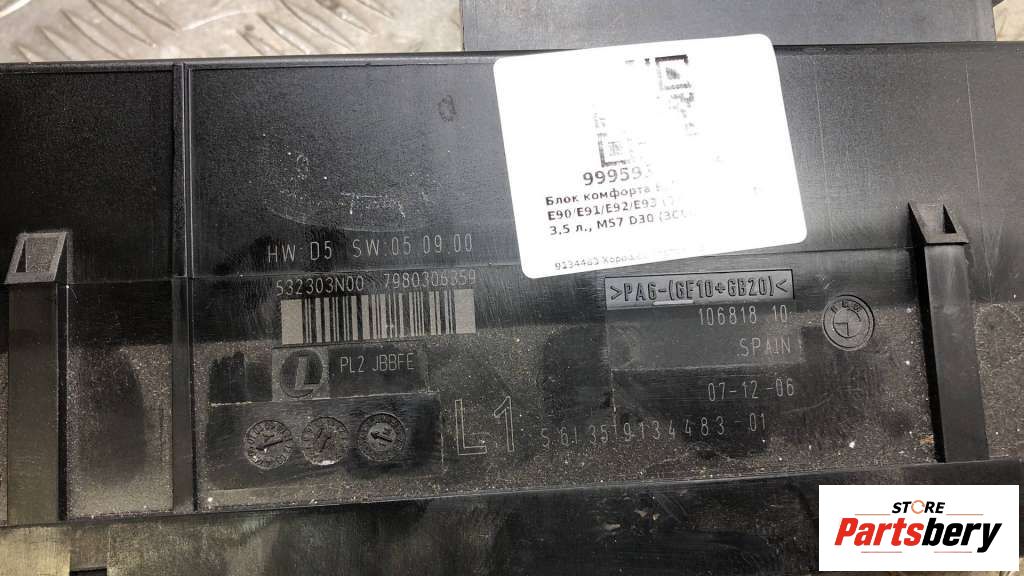 Блок комфорта
E90/E91/E92/E93
3,5 л., M57 D30
9134483
HW D5 SW 05 09 00
532303N00 7980306359
>PA6-(GF10+GB20)<
106818 10
SPAIN
L
PL2 JBBFE
07-12-06
L1
S 61.35 9134483-01
STORE
Partsbery